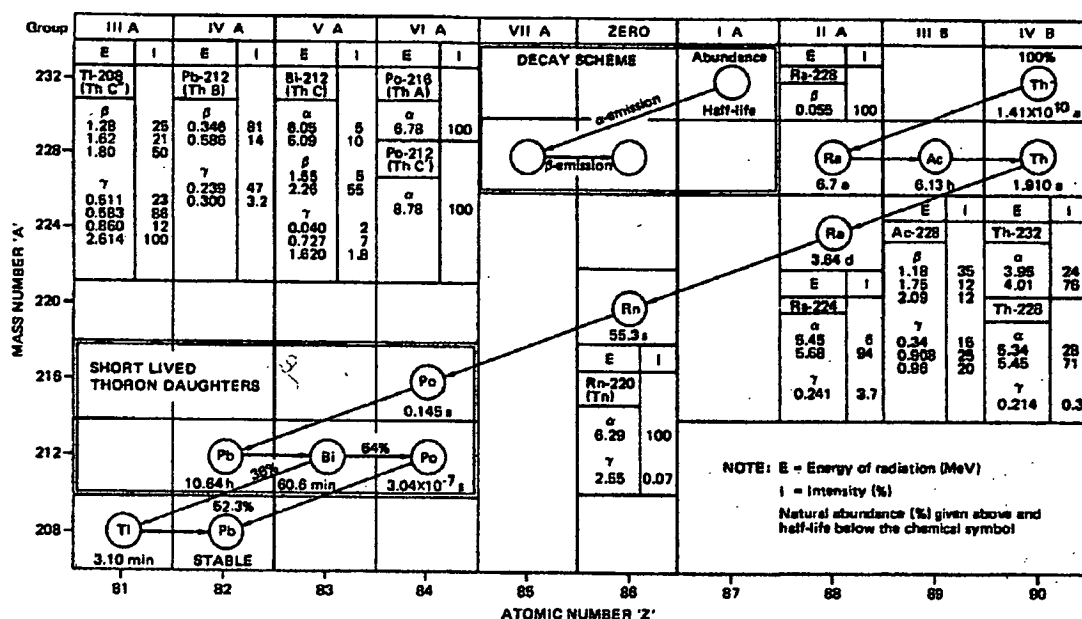 Group III A IV A V A VI A VII A ZERO I A II A III B IV B
MASS NUMBER 'A'
232
228
224
220
216
212
208
E I
Tl-208
(Th C")
β
1.28 25
1.62 21
1.80 50
γ
0.511 23
0.583 86
0.860 12
2.614 100
E I
Pb-212
(Th B)
β
0.346 81
0.586 14
γ
0.239 47
0.300 3.2
E I
Bi-212
(Th C)
α
6.05 5
6.09 10
β
1.55 5
2.26 55
γ
0.040 2
0.727 7
1.620 1.8
E I
Po-216
(Th A)
α
6.78 100
Po-212
(Th C')
α
8.78 100
DECAY SCHEME
Abundance
α-emission
Half-life
β-emission
E I
Ra-228
β
0.055 100
100%
Th
1.41×10¹⁰ a
Ra
6.7 a
Ac
6.13 h
Th
1.910 a
Ra
3.64 d
E I
Ra-224
α
5.45 6
5.68 94
γ
0.241 3.7
E I
Ac-228
β
1.18 35
1.75 12
2.09 12
γ
0.34 15
0.908 25
0.96 20
E I
Th-232
α
3.95 24
4.01 76
Th-228
α
5.34 28
5.45 71
γ
0.214 0.3
Rn
55.3 s
E I
Rn-220
(Tn)
α
6.29 100
γ
2.55 0.07
SHORT LIVED
THORON DAUGHTERS
Po
0.145 s
Pb
10.64 h
36%
Bi
60.6 min
64%
Po
3.04×10⁻⁷ s
Tl
3.10 min
52.3%
Pb
STABLE
NOTE: E = Energy of radiation (MeV)
I = Intensity (%)
Natural abundance (%) given above and
half-life below the chemical symbol
81 82 83 84 85 86 87 88 89 90
ATOMIC NUMBER 'Z'